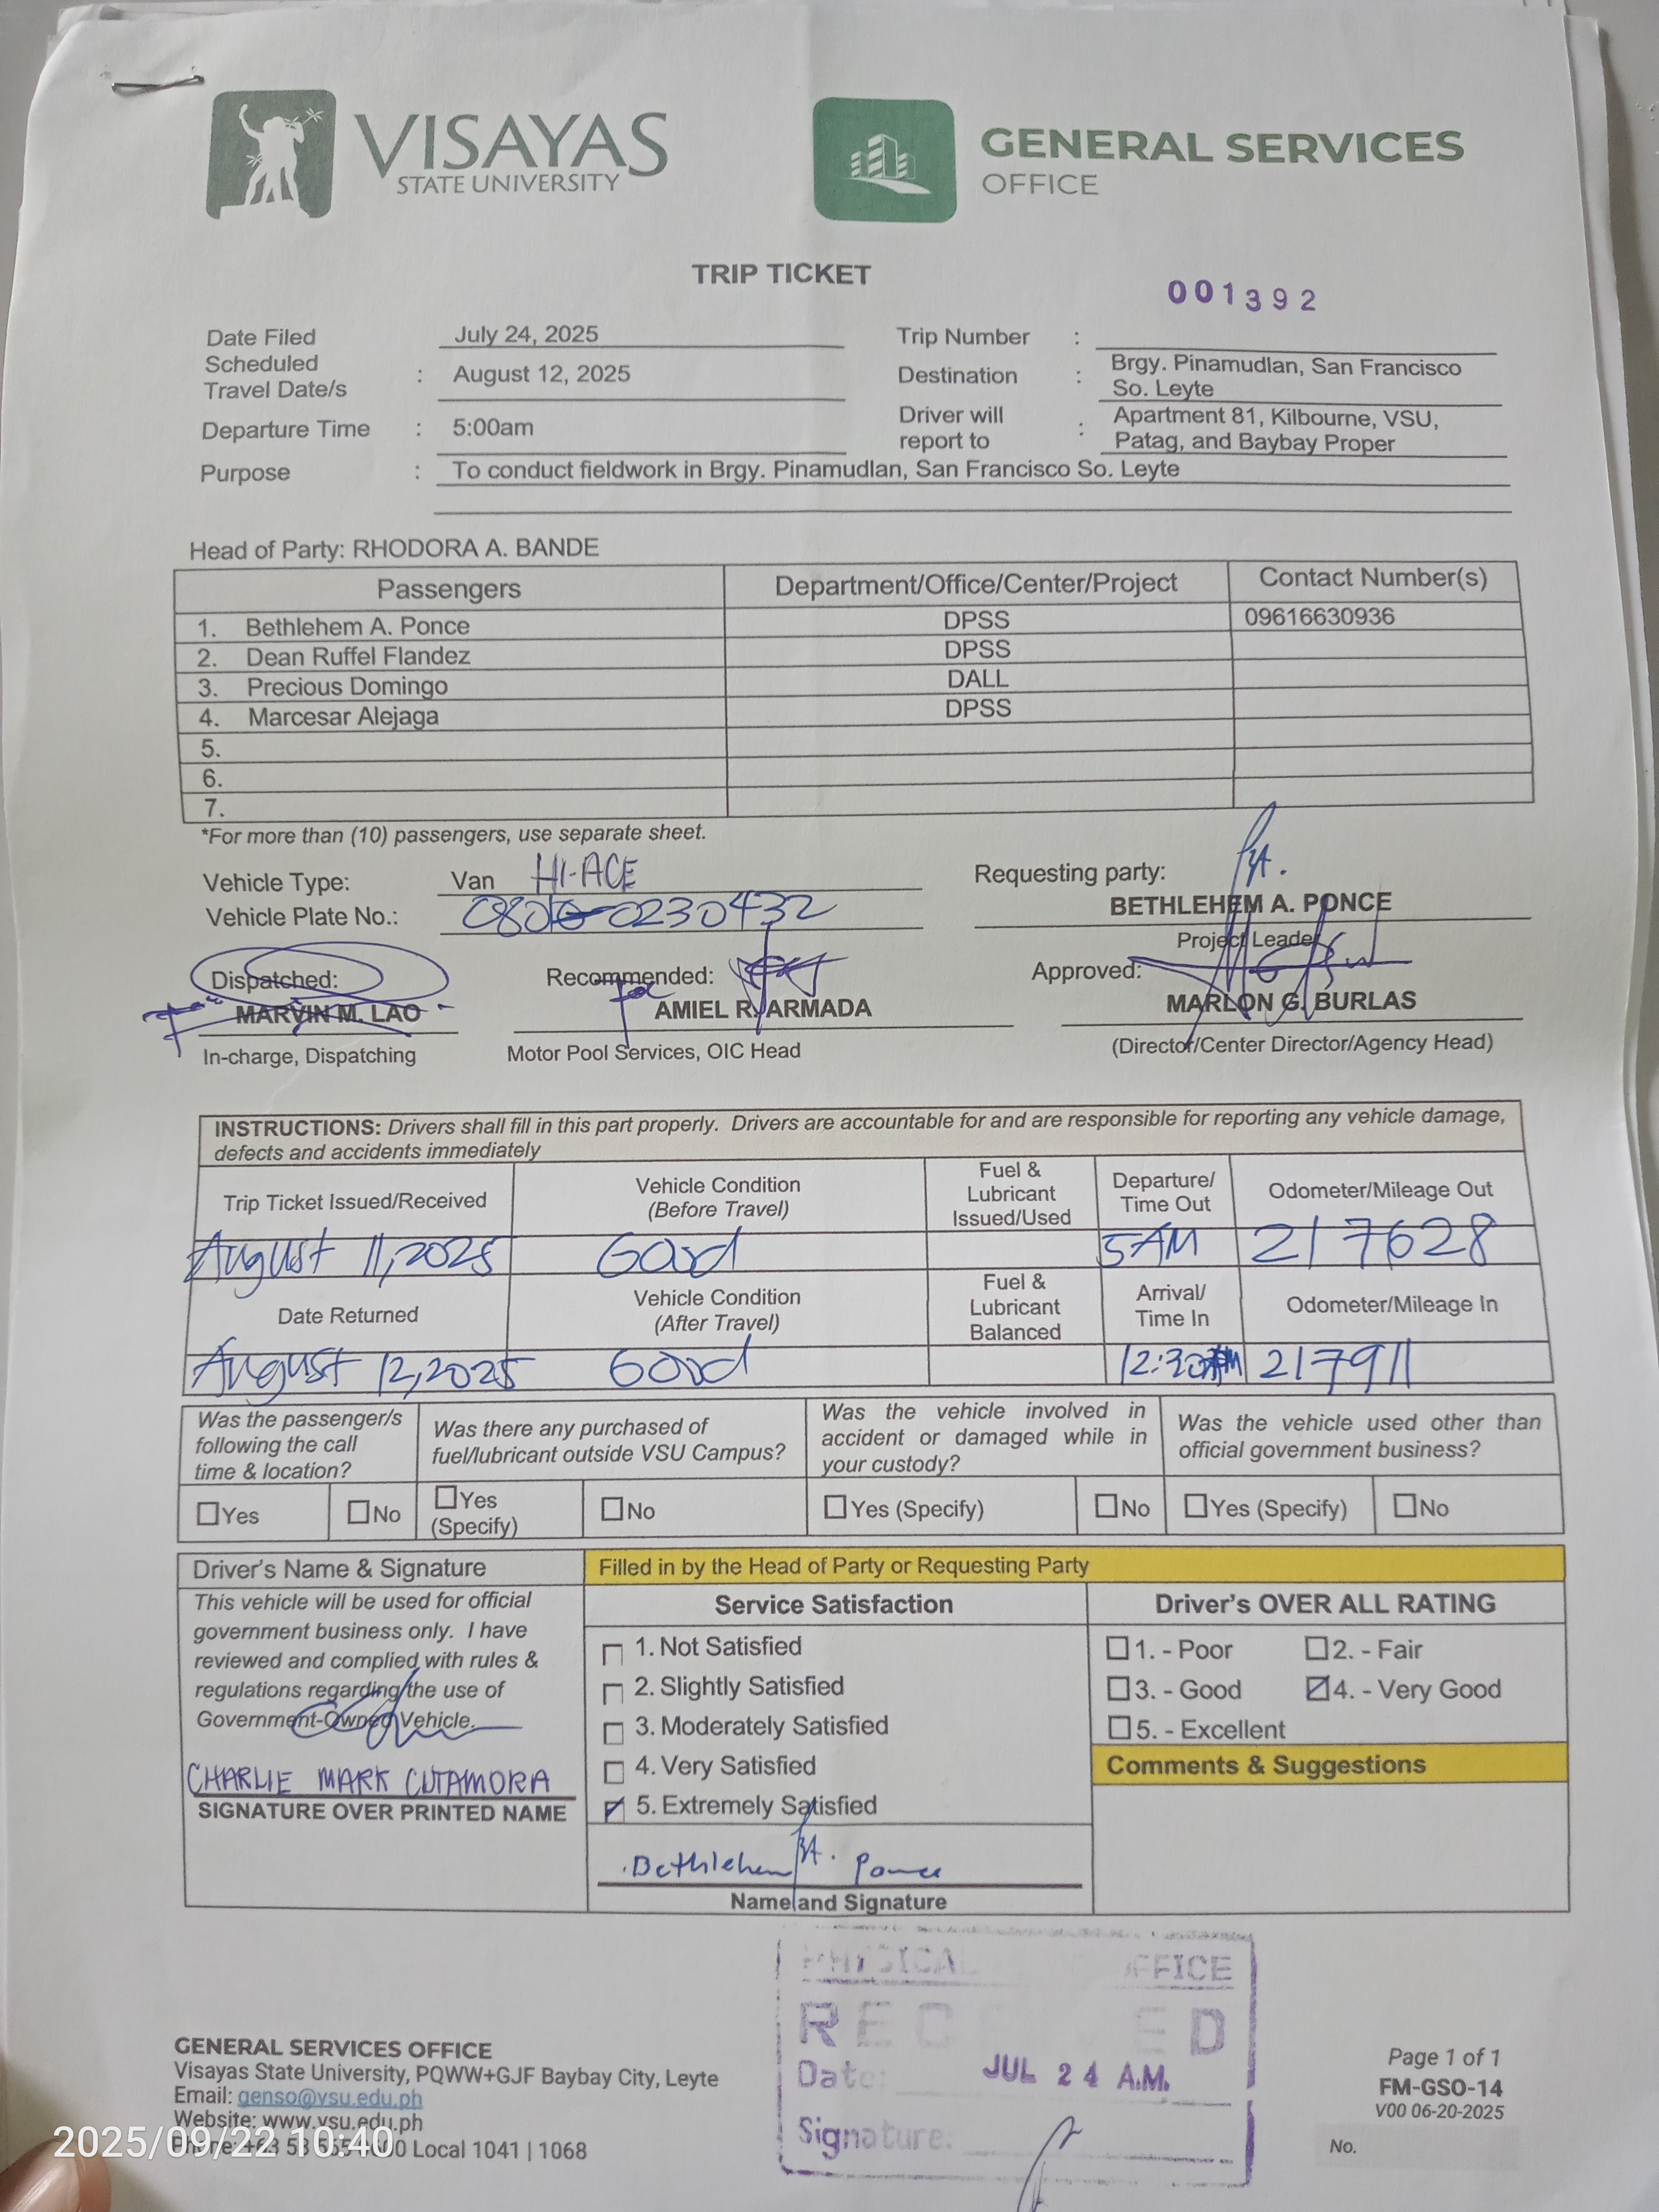 VISAYAS
STATE UNIVERSITY
GENERAL SERVICES
OFFICE
TRIP TICKET
001392
Date Filed July 24, 2025
Trip Number :
Scheduled Travel Date/s : August 12, 2025
Destination : Brgy. Pinamudlan, San Francisco So. Leyte
Departure Time : 5:00am
Driver will report to : Apartment 81, Kilbourne, VSU, Patag, and Baybay Proper
Purpose : To conduct fieldwork in Brgy. Pinamudlan, San Francisco So. Leyte
Head of Party: RHODORA A. BANDE
Passengers Department/Office/Center/Project Contact Number(s)
1. Bethlehem A. Ponce DPSS 09616630936
2. Dean Ruffel Flandez DPSS
3. Precious Domingo DALL
4. Marcesar Alejaga DPSS
5.
6.
7.
*For more than (10) passengers, use separate sheet.
Vehicle Type: Van HI-ACE
Requesting party:
Vehicle Plate No.: 0230432
BETHLEHEM A. PONCE
Project Leader
Dispatched: Recommended: Approved:
MARVIN M. LAO AMIEL R. ARMADA MARLON G. BURLAS
In-charge, Dispatching Motor Pool Services, OIC Head (Director/Center Director/Agency Head)
INSTRUCTIONS: Drivers shall fill in this part properly. Drivers are accountable for and are responsible for reporting any vehicle damage,
defects and accidents immediately
Trip Ticket Issued/Received Vehicle Condition (Before Travel) Fuel & Lubricant Issued/Used Departure/ Time Out Odometer/Mileage Out
August 11, 2025 Good 5AM 217628
Date Returned Vehicle Condition (After Travel) Fuel & Lubricant Balanced Arrival/ Time In Odometer/Mileage In
August 12, 2025 Good 12:30 217911
Was the passenger/s following the call time & location? Was there any purchased of fuel/lubricant outside VSU Campus? Was the vehicle involved in accident or damaged while in your custody? Was the vehicle used other than official government business?
Yes No Yes (Specify) No Yes (Specify) No Yes (Specify) No
Driver's Name & Signature
Filled in by the Head of Party or Requesting Party
This vehicle will be used for official
government business only. I have
reviewed and complied with rules &
regulations regarding the use of
Government-Owned Vehicle.
CHARLIE MARK CUTAMORA
SIGNATURE OVER PRINTED NAME
Service Satisfaction
1. Not Satisfied
2. Slightly Satisfied
3. Moderately Satisfied
4. Very Satisfied
5. Extremely Satisfied
Bethlehem A. Ponce
Name and Signature
Driver's OVER ALL RATING
1. - Poor 2. - Fair
3. - Good 4. - Very Good
5. - Excellent
Comments & Suggestions
PHYSICAL OFFICE
RECEIVED
Date: JUL 24 A.M.
Signature:
GENERAL SERVICES OFFICE
Visayas State University, PQWW+GJF Baybay City, Leyte
Email: genso@vsu.edu.ph
Website: www.vsu.edu.ph
Phone: +63 53 Local 1041 | 1068
2025/09/22 10:40
Page 1 of 1
FM-GSO-14
V00 06-20-2025
No.